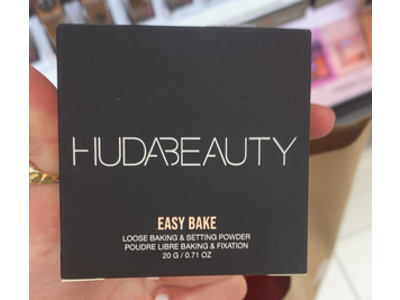 HUDABEAUTY
EASY BAKE
LOOSE BAKING & SETTING POWDER
POUDRE LIBRE BAKING & FIXATION
20 G / 0.71 OZ